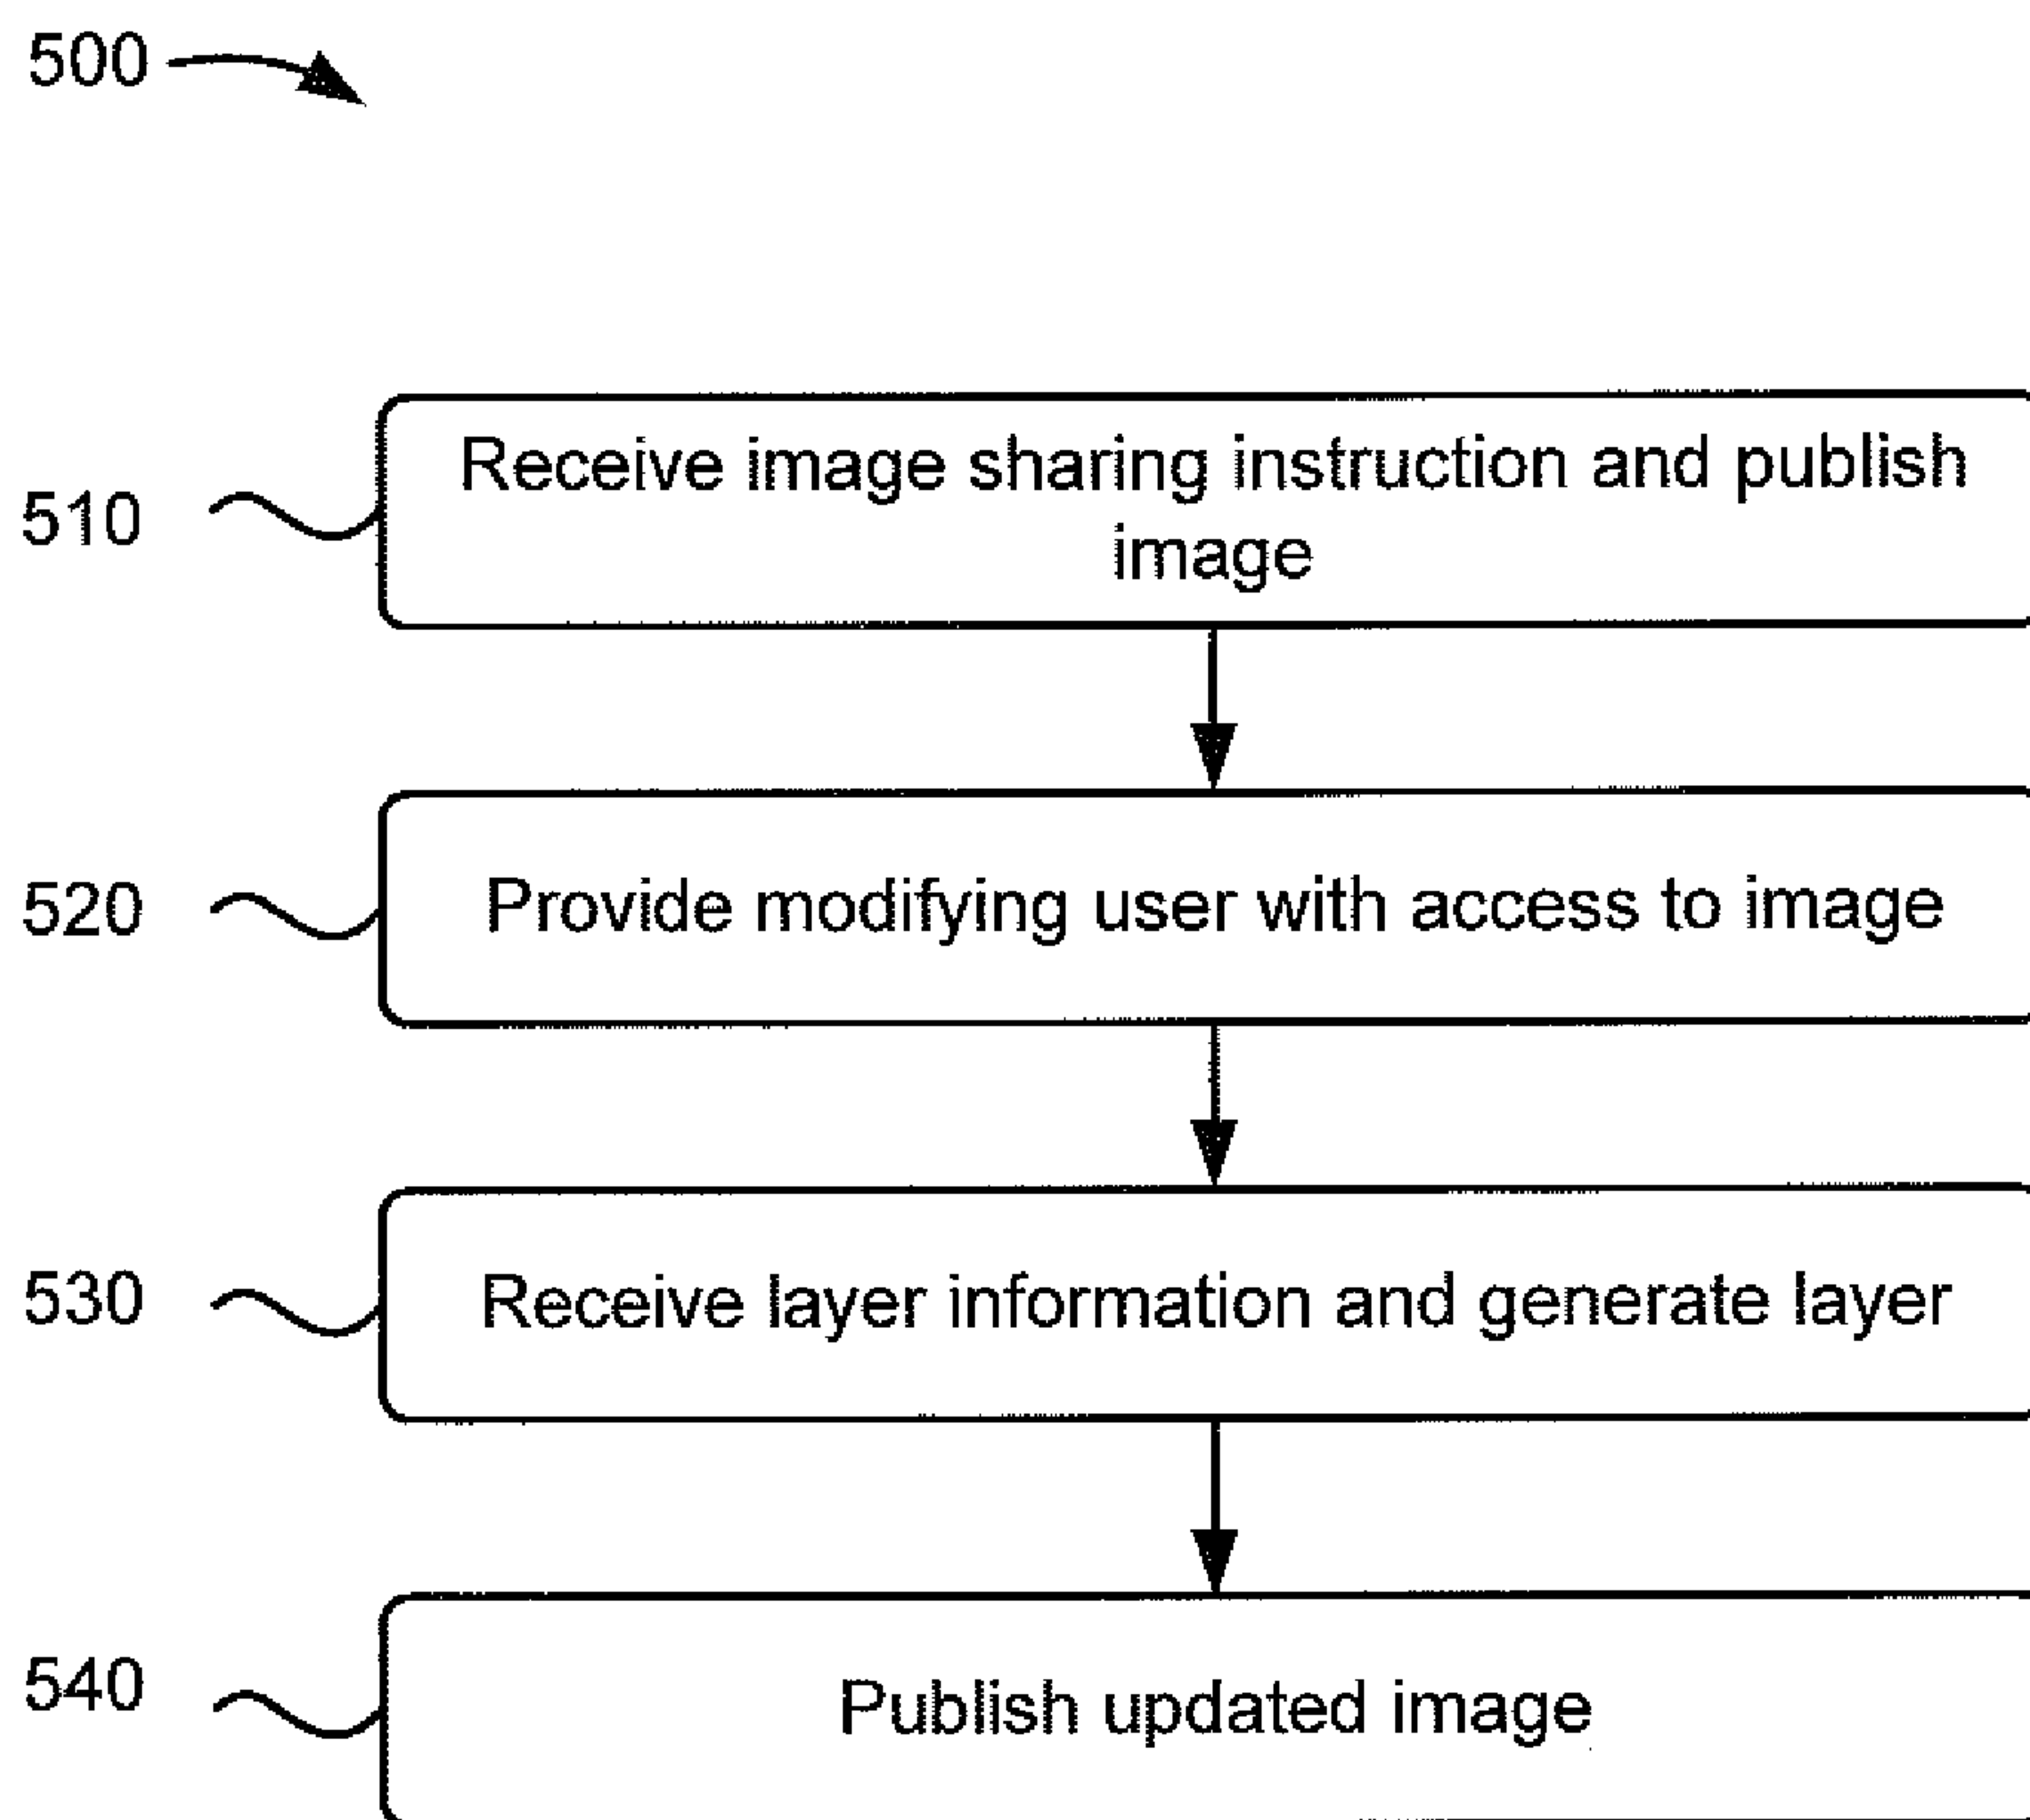 500
510
Receive image sharing instruction and publish
image
520
Provide modifying user with access to image
530
Receive layer information and generate layer
540
Publish updated image